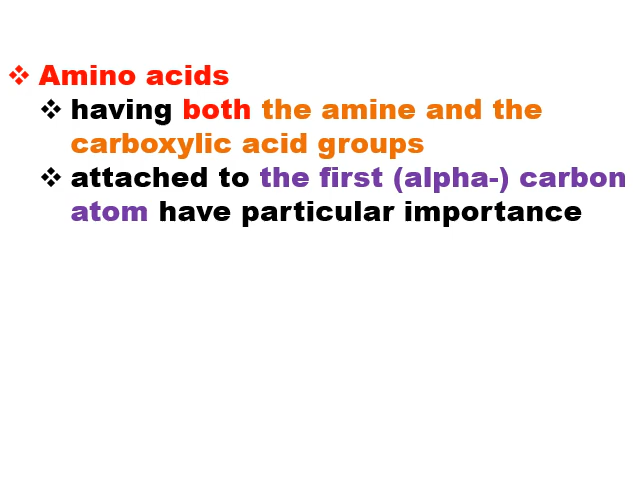 ❖ Amino acids
❖ having both the amine and the
carboxylic acid groups
❖ attached to the first (alpha-) carbon
atom have particular importance